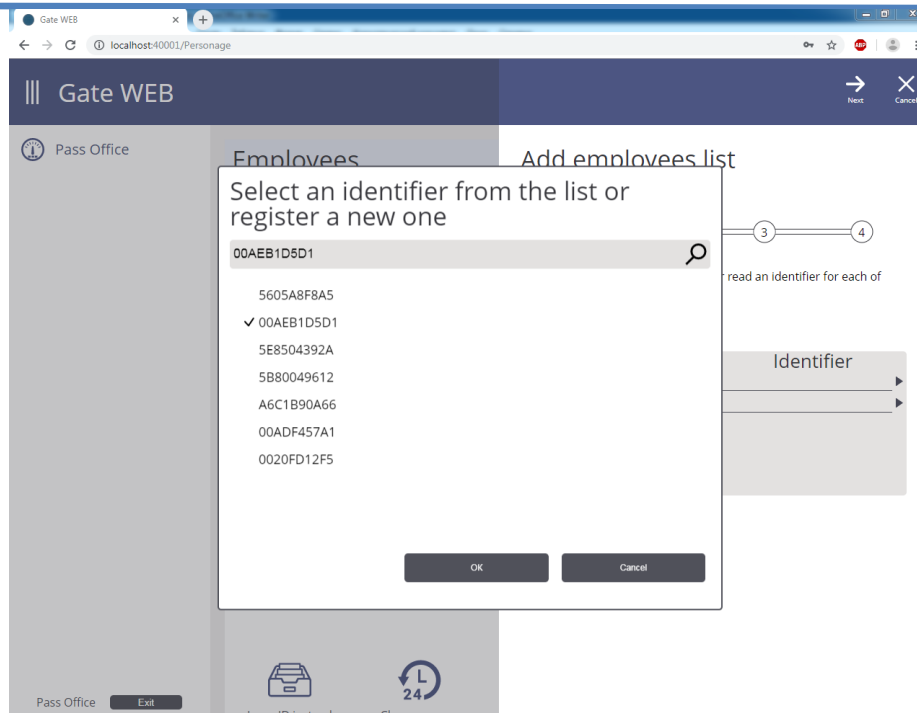 Gate WEB
localhost:40001/Personage
ABP
Gate WEB
Next
Cancel
Pass Office
Employees
Add employees list
Select an identifier from the list or
register a new one
3
4
00AEB1D5D1
read an identifier for each of
5605A8F8A5
00AEB1D5D1
5E8504392A
5B80049612
A6C1B90A66
00ADF457A1
0020FD12F5
Identifier
OK
Cancel
24
Pass Office
Exit